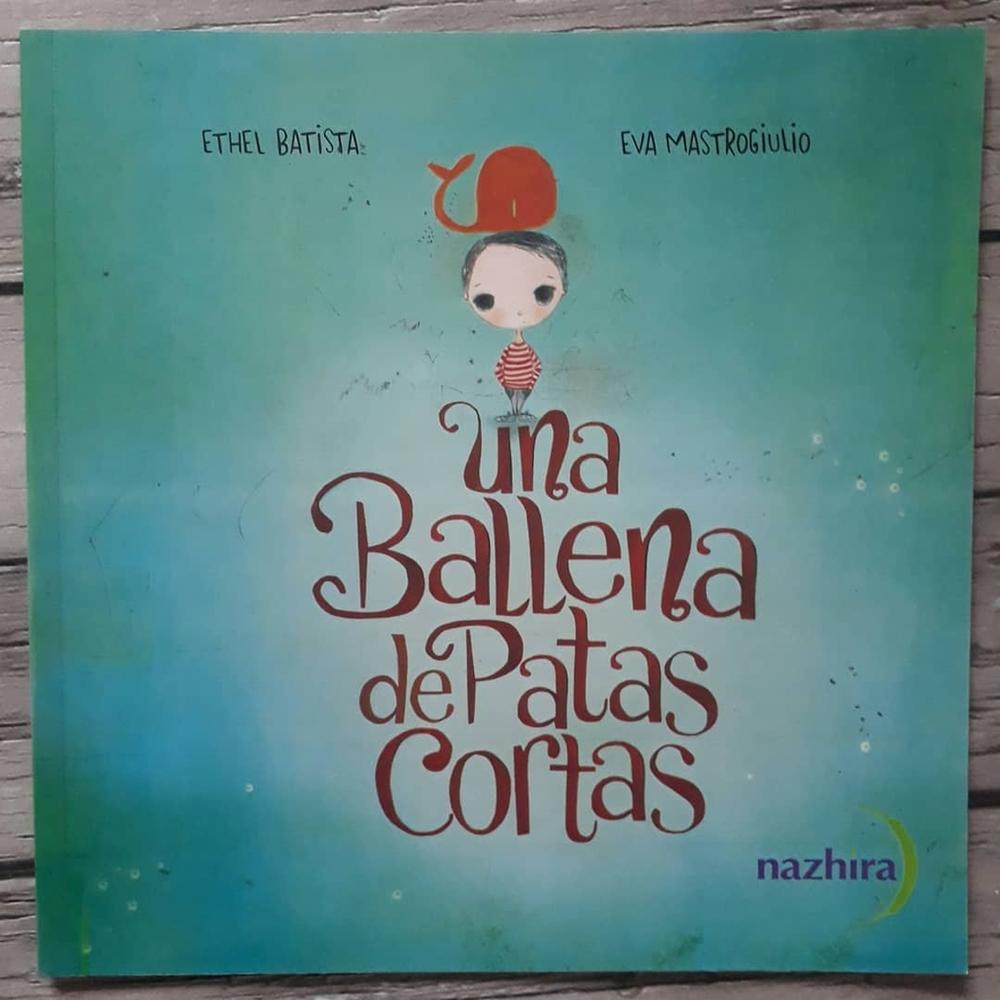 ETHEL BATISTA
EVA MASTROGIULIO
Una
Ballena
de Patas
Cortas
nazhira